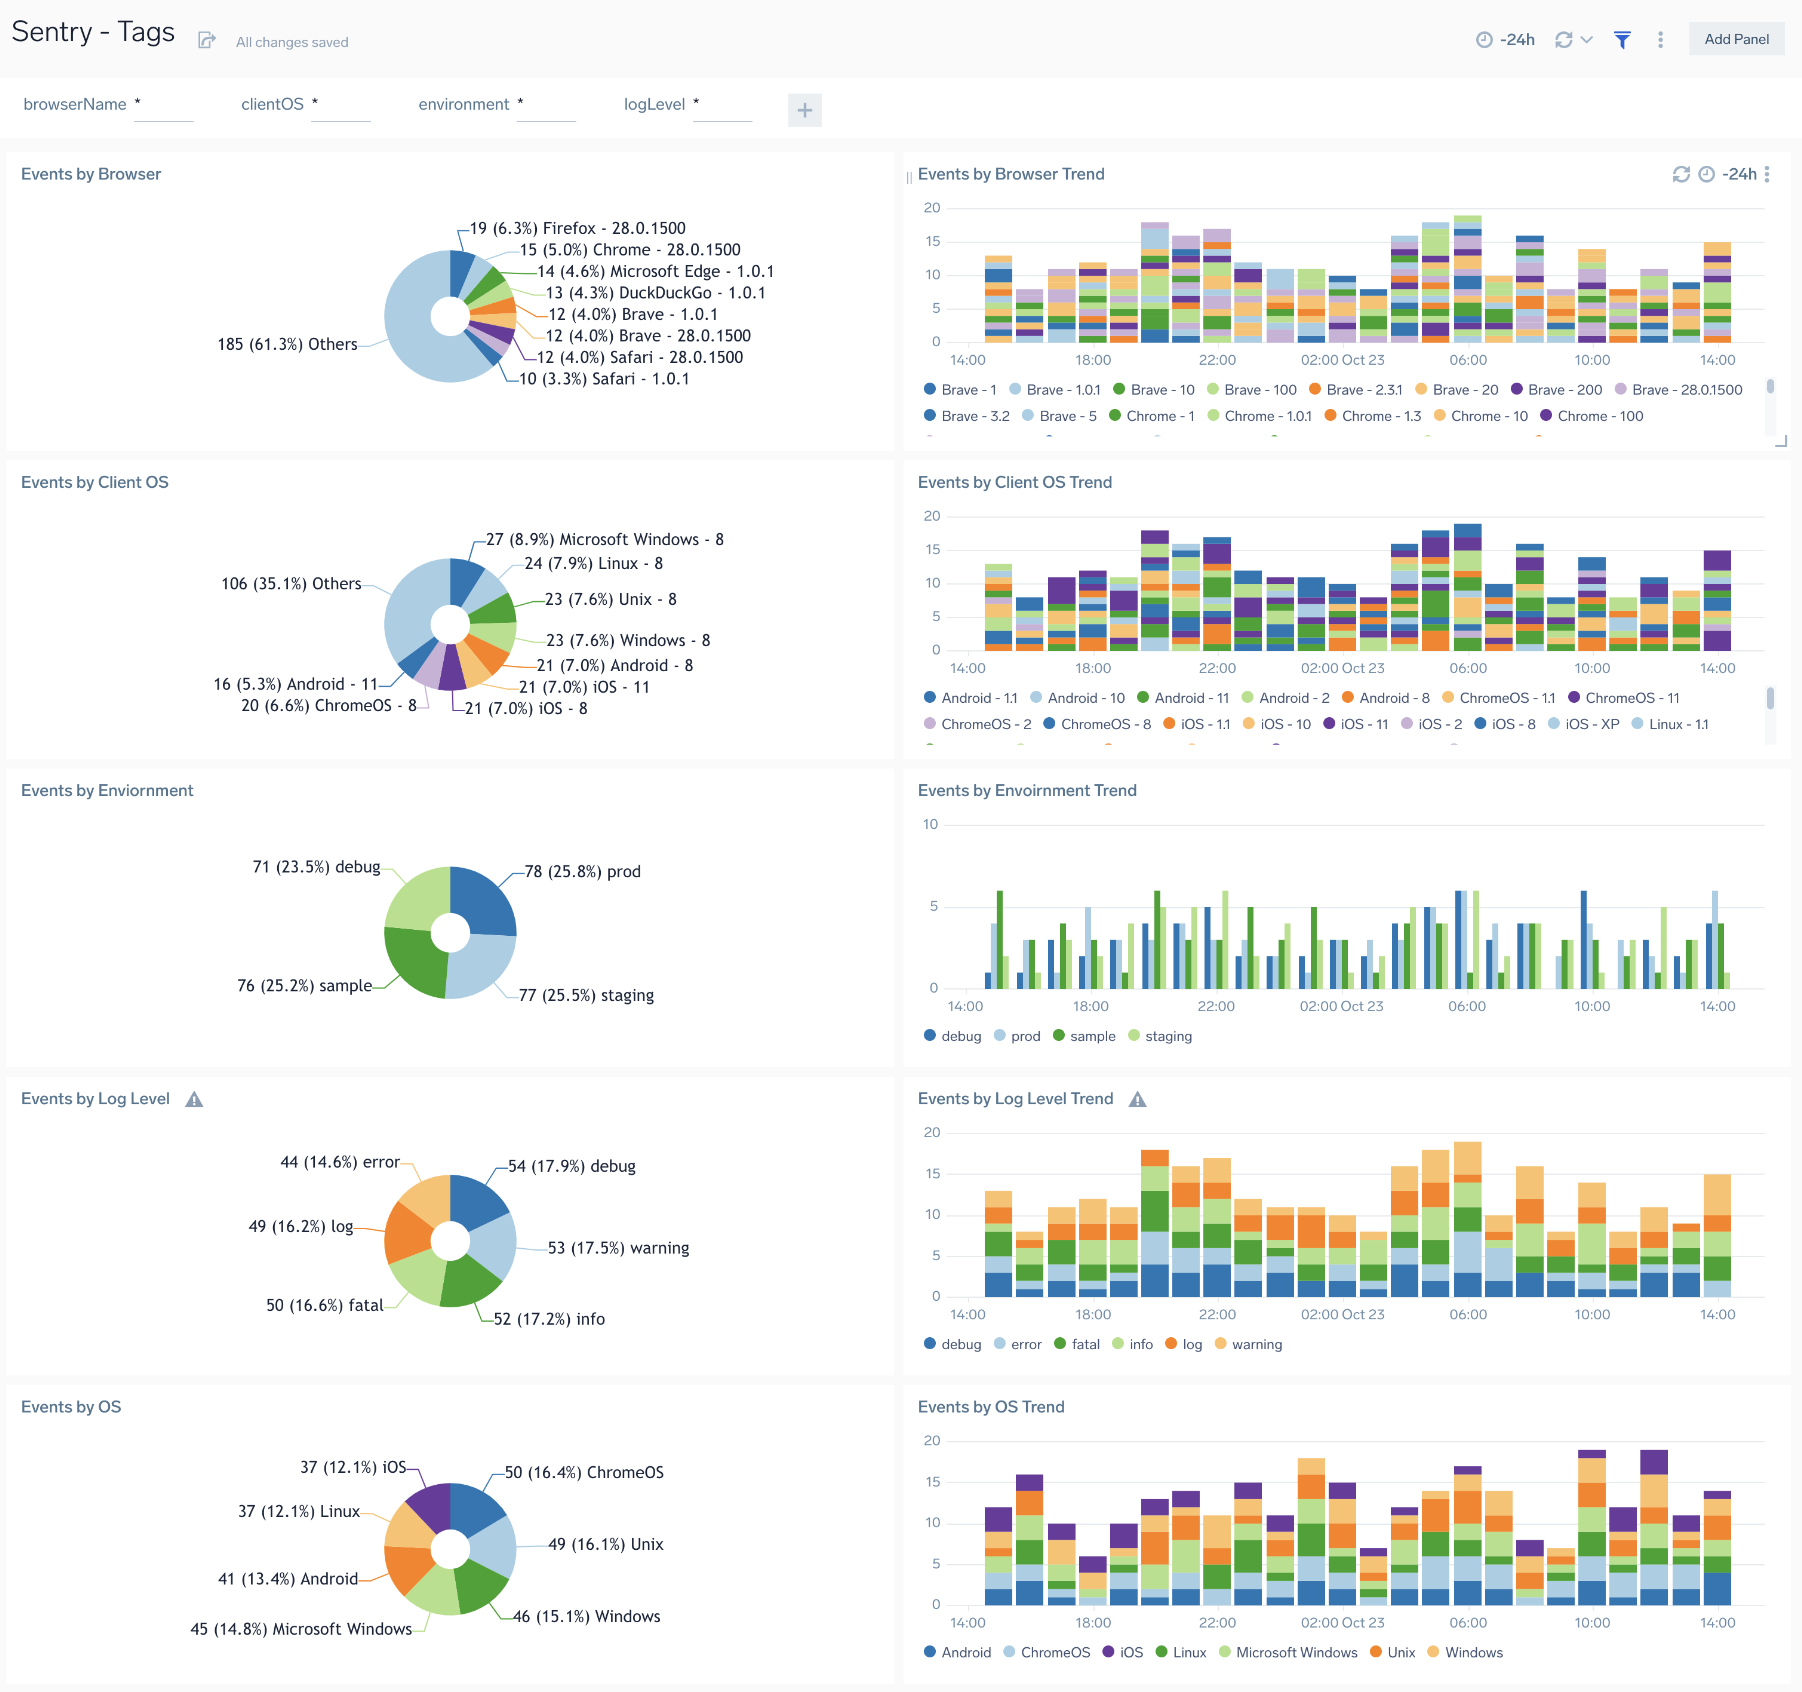 Sentry - Tags
All changes saved
-24h
Add Panel
browserName *
clientOS *
environment *
logLevel *
+
Events by Browser
19 (6.3%) Firefox - 28.0.1500
15 (5.0%) Chrome - 28.0.1500
14 (4.6%) Microsoft Edge - 1.0.1
13 (4.3%) DuckDuckGo - 1.0.1
12 (4.0%) Brave - 1.0.1
12 (4.0%) Brave - 28.0.1500
12 (4.0%) Safari - 28.0.1500
10 (3.3%) Safari - 1.0.1
185 (61.3%) Others
Events by Browser Trend
-24h
20
15
10
5
0
14:00 18:00 22:00 02:00 Oct 23 06:00 10:00 14:00
Brave - 1 Brave - 1.0.1 Brave - 10 Brave - 100 Brave - 2.3.1 Brave - 20 Brave - 200 Brave - 28.0.1500
Brave - 3.2 Brave - 5 Chrome - 1 Chrome - 1.0.1 Chrome - 1.3 Chrome - 10 Chrome - 100
Events by Client OS
27 (8.9%) Microsoft Windows - 8
24 (7.9%) Linux - 8
23 (7.6%) Unix - 8
23 (7.6%) Windows - 8
21 (7.0%) Android - 8
21 (7.0%) iOS - 11
21 (7.0%) iOS - 8
20 (6.6%) ChromeOS - 8
16 (5.3%) Android - 11
106 (35.1%) Others
Events by Client OS Trend
20
15
10
5
0
14:00 18:00 22:00 02:00 Oct 23 06:00 10:00 14:00
Android - 1.1 Android - 10 Android - 11 Android - 2 Android - 8 ChromeOS - 1.1 ChromeOS - 11
ChromeOS - 2 ChromeOS - 8 iOS - 1.1 iOS - 10 iOS - 11 iOS - 2 iOS - 8 iOS - XP Linux - 1.1
Events by Enviornment
71 (23.5%) debug
78 (25.8%) prod
76 (25.2%) sample
77 (25.5%) staging
Events by Envoirnment Trend
10
5
0
14:00 18:00 22:00 02:00 Oct 23 06:00 10:00 14:00
debug prod sample staging
Events by Log Level
44 (14.6%) error
54 (17.9%) debug
49 (16.2%) log
53 (17.5%) warning
50 (16.6%) fatal
52 (17.2%) info
Events by Log Level Trend
20
15
10
5
0
14:00 18:00 22:00 02:00 Oct 23 06:00 10:00 14:00
debug error fatal info log warning
Events by OS
37 (12.1%) iOS
50 (16.4%) ChromeOS
37 (12.1%) Linux
49 (16.1%) Unix
41 (13.4%) Android
46 (15.1%) Windows
45 (14.8%) Microsoft Windows
Events by OS Trend
20
15
10
5
0
14:00 18:00 22:00 02:00 Oct 23 06:00 10:00 14:00
Android ChromeOS iOS Linux Microsoft Windows Unix Windows